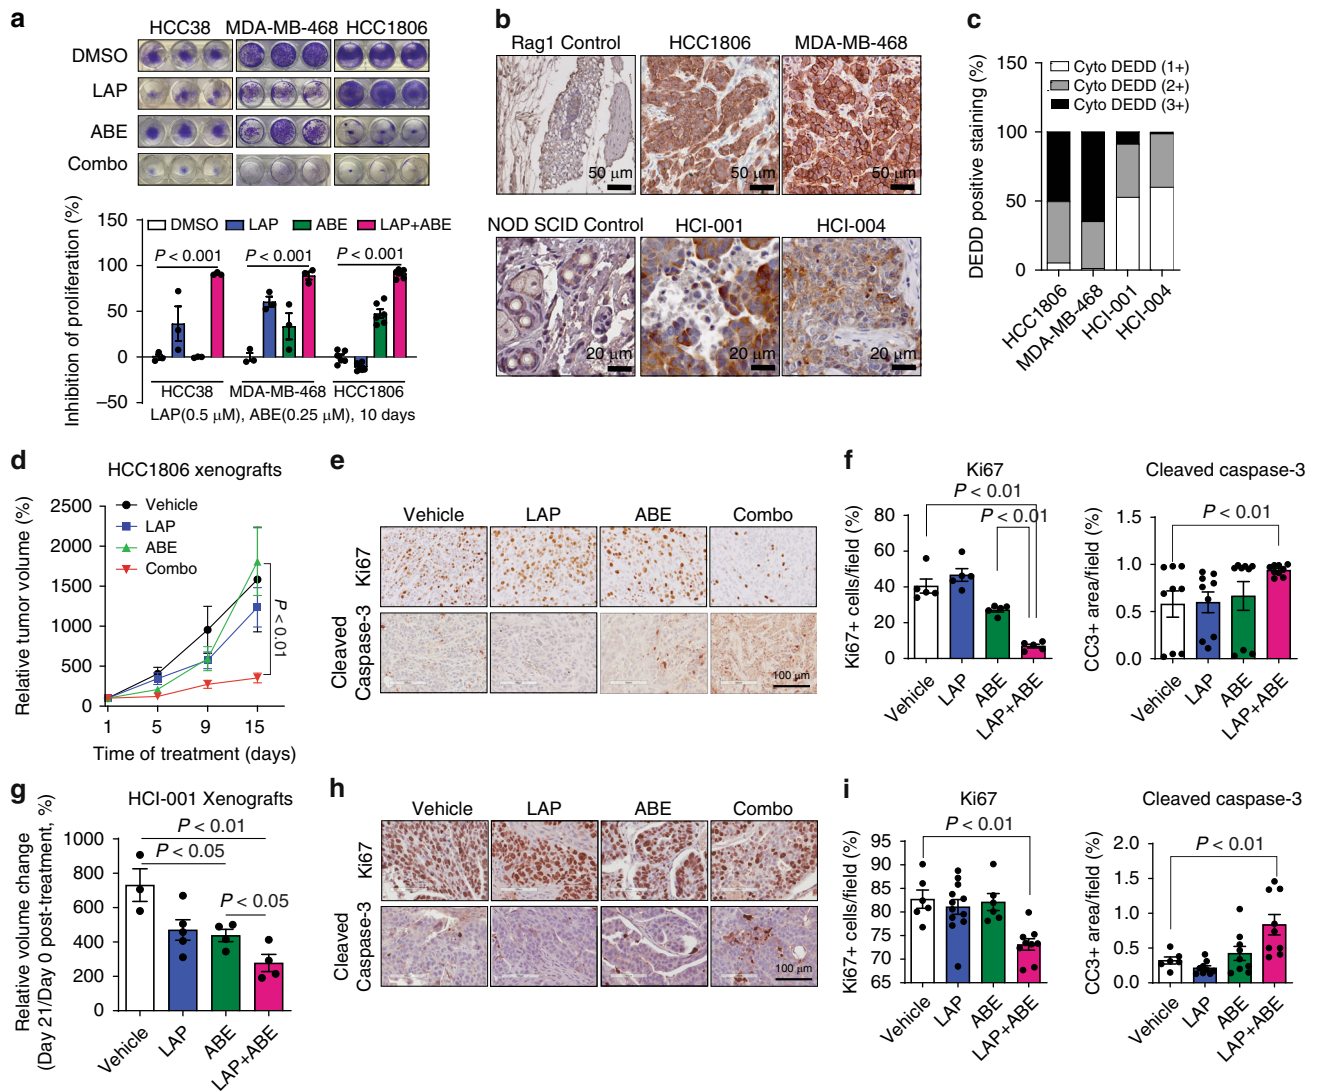 a
HCC38 MDA-MB-468 HCC1806
DMSO
LAP
ABE
Combo
Inhibition of proliferation (%)
150
100
50
0
–50
DMSO LAP ABE LAP+ABE
P < 0.001 P < 0.001 P < 0.001
HCC38 MDA-MB-468 HCC1806
LAP(0.5 μM), ABE(0.25 μM), 10 days
b
Rag1 Control HCC1806 MDA-MB-468
50 μm 50 μm 50 μm
NOD SCID Control HCI-001 HCI-004
20 μm 20 μm 20 μm
c
DEDD positive staining (%)
150
100
50
0
Cyto DEDD (1+)
Cyto DEDD (2+)
Cyto DEDD (3+)
HCC1806
MDA-MB-468
HCI-001
HCI-004
d
HCC1806 xenografts
Relative tumor volume (%)
2500
2000
1500
1000
500
0
Vehicle
LAP
ABE
Combo
P < 0.01
1 5 9 15
Time of treatment (days)
e
Vehicle LAP ABE Combo
Ki67
Cleaved
Caspase-3
100 μm
f
Ki67
P < 0.01
P < 0.01
Ki67+ cells/field (%)
80
60
40
20
0
Vehicle
LAP
ABE
LAP+ABE
Cleaved caspase-3
P < 0.01
CC3+ area/field (%)
1.5
1.0
0.5
0.0
Vehicle
LAP
ABE
LAP+ABE
g
HCI-001 Xenografts
Relative volume change
(Day 21/Day 0 post-treatment, %)
1000
800
600
400
200
0
P < 0.01
P < 0.05
P < 0.05
Vehicle
LAP
ABE
LAP+ABE
h
Vehicle LAP ABE Combo
Ki67
Cleaved
Caspase-3
100 μm
i
Ki67
P < 0.01
Ki67+ cells/field (%)
95
90
85
80
75
70
65
Vehicle
LAP
ABE
LAP+ABE
Cleaved caspase-3
P < 0.01
CC3+ area/field (%)
2.0
1.5
1.0
0.5
0.0
Vehicle
LAP
ABE
LAP+ABE